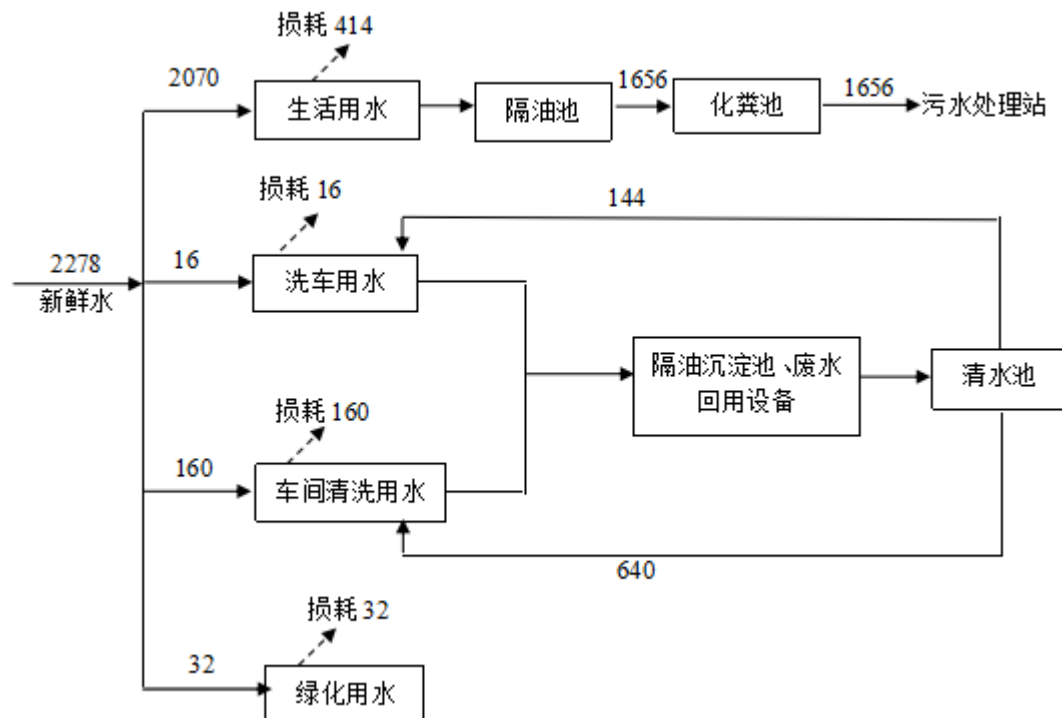 损耗 414
2070
生活用水
隔油池
1656
化粪池
1656
污水处理站
损耗 16
144
2278
新鲜水
16
洗车用水
隔油沉淀池、废水
回用设备
清水池
损耗 160
160
车间清洗用水
640
损耗 32
32
绿化用水